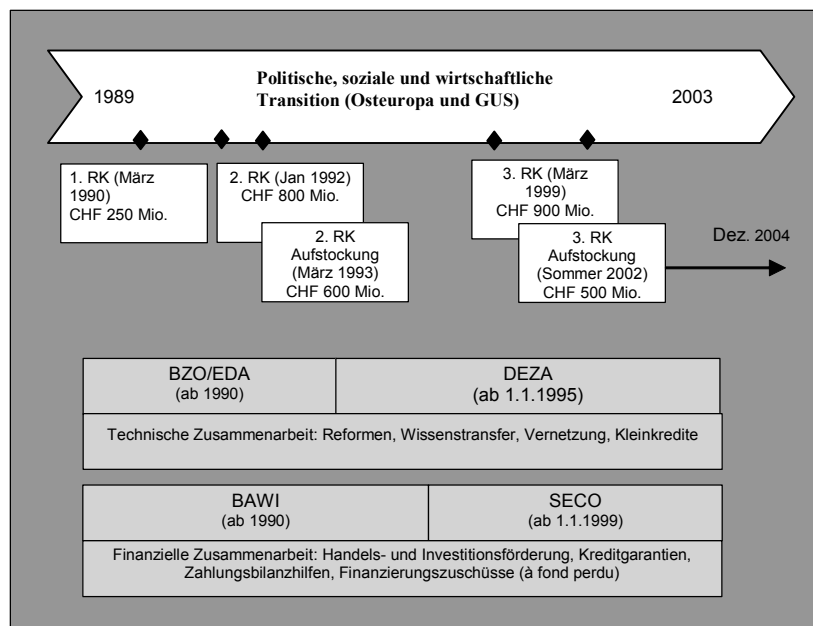 Politische, soziale und wirtschaftliche
1989
Transition (Osteuropa und GUS)
2003
1. RK (März
1990)
CHF 250 Mio.
2. RK (Jan 1992)
CHF 800 Mio.
2. RK
Aufstockung
(März 1993)
CHF 600 Mio.
3. RK (März
1999)
CHF 900 Mio.
3. RK
Aufstockung
(Sommer 2002)
CHF 500 Mio.
Dez. 2004
BZO/EDA
(ab 1990)
DEZA
(ab 1.1.1995)
Technische Zusammenarbeit: Reformen, Wissenstransfer, Vernetzung, Kleinkredite
BAWI
(ab 1990)
SECO
(ab 1.1.1999)
Finanzielle Zusammenarbeit: Handels- und Investitionsförderung, Kreditgarantien,
Zahlungsbilanzhilfen, Finanzierungszuschüsse (à fond perdu)